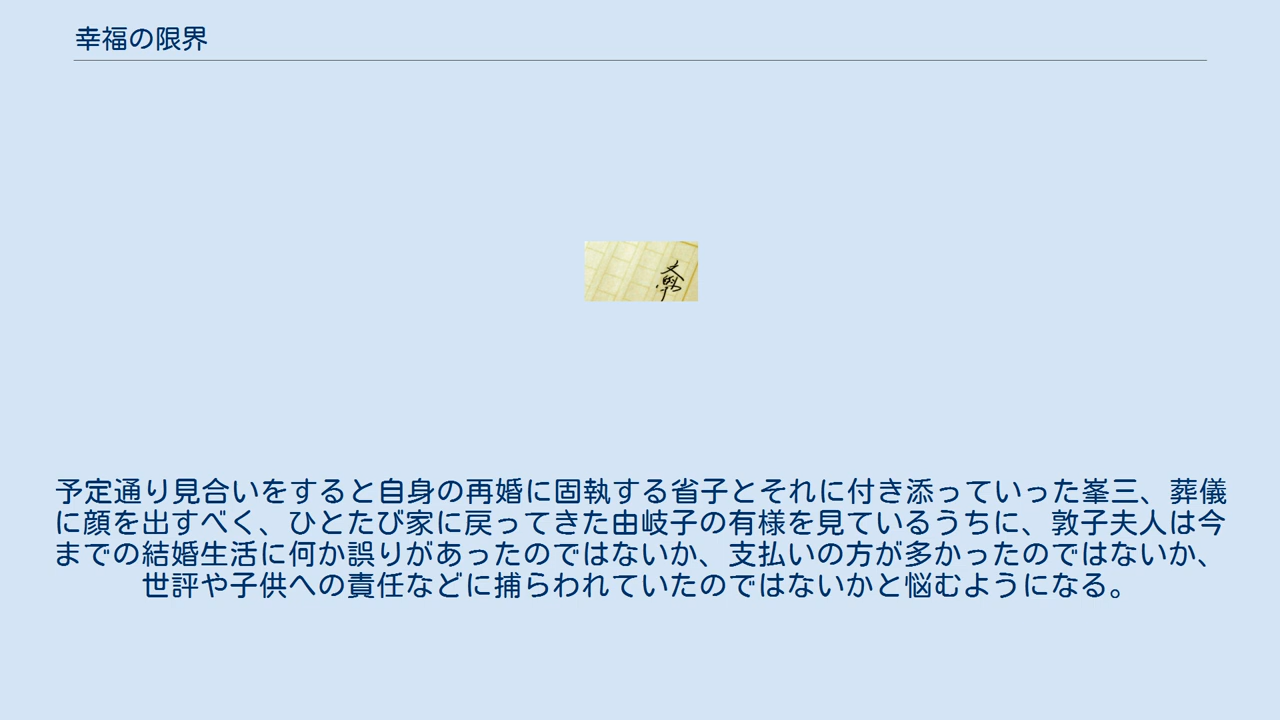 幸福の限界
予定通り見合いをすると自身の再婚に固執する省子とそれに付き添っていった峯三、葬儀
に顔を出すべく、ひとたび家に戻ってきた由岐子の有様を見ているうちに、敦子夫人は今
までの結婚生活に何か誤りがあったのではないか、支払いの方が多かったのではないか、
世評や子供への責任などに捕らわれていたのではないかと悩むようになる。